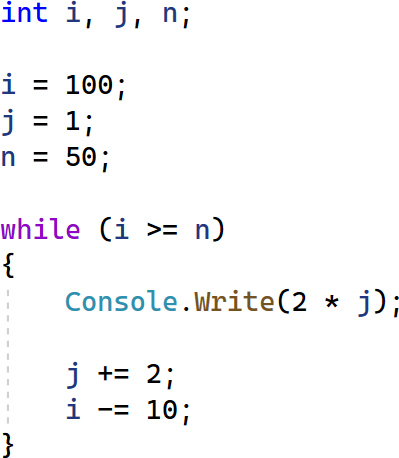 int i, j, n;
i = 100;
j = 1;
n = 50;
while (i >= n)
{
Console.Write(2 * j);
j += 2;
i -= 10;
}